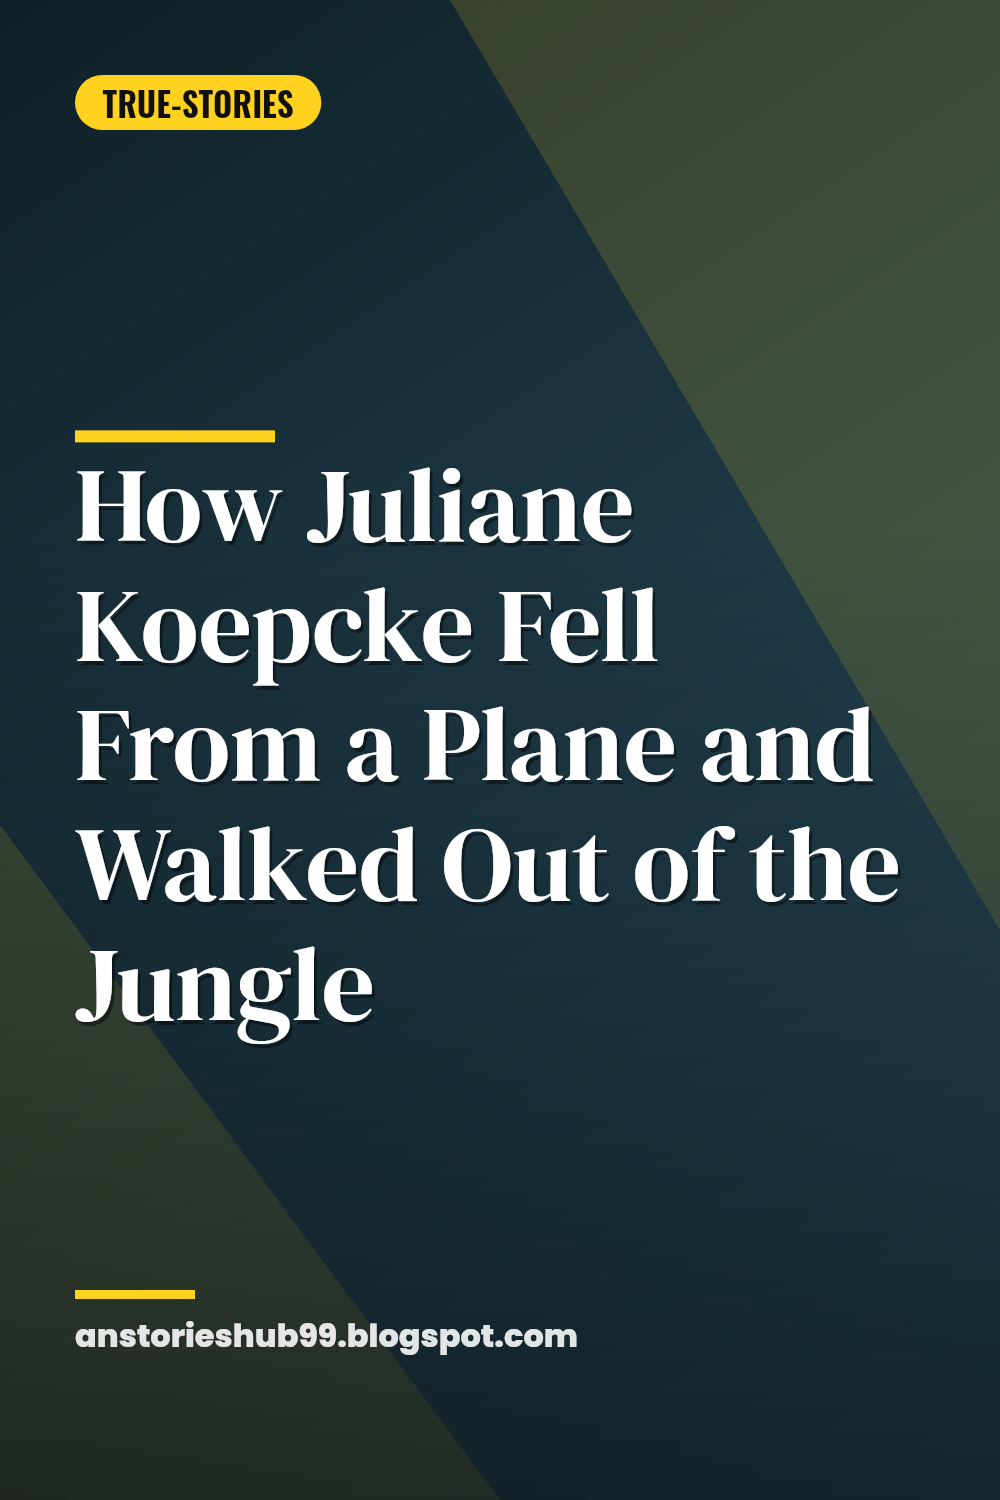 TRUE-STORIES
How Juliane
Koepcke Fell
From a Plane and
Walked Out of the
Jungle
anstorieshub99.blogspot.com